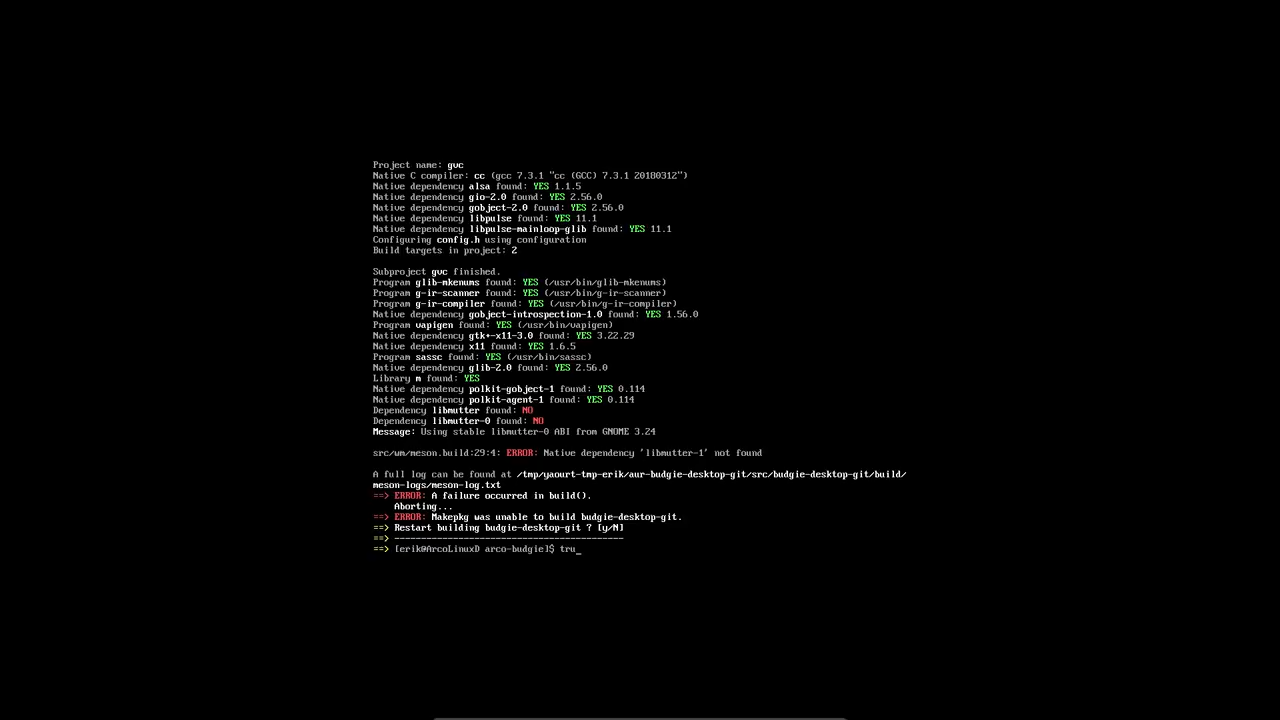 Project name: gvc
Native C compiler: cc (gcc 7.3.1 "cc (GCC) 7.3.1 20180312")
Native dependency alsa found: YES 1.1.5
Native dependency gio-2.0 found: YES 2.56.0
Native dependency gobject-2.0 found: YES 2.56.0
Native dependency libpulse found: YES 11.1
Native dependency libpulse-mainloop-glib found: YES 11.1
Configuring config.h using configuration
Build targets in project: 2
Subproject gvc finished.
Program glib-mkenums found: YES (/usr/bin/glib-mkenums)
Program g-ir-scanner found: YES (/usr/bin/g-ir-scanner)
Program g-ir-compiler found: YES (/usr/bin/g-ir-compiler)
Native dependency gobject-introspection-1.0 found: YES 1.56.0
Program vapigen found: YES (/usr/bin/vapigen)
Native dependency gtk+-x11-3.0 found: YES 3.22.29
Native dependency x11 found: YES 1.6.5
Program sassc found: YES (/usr/bin/sassc)
Native dependency glib-2.0 found: YES 2.56.0
Library m found: YES
Native dependency polkit-gobject-1 found: YES 0.114
Native dependency polkit-agent-1 found: YES 0.114
Dependency libmutter found: NO
Dependency libmutter-0 found: NO
Message: Using stable libmutter-0 ABI from GNOME 3.24
src/wm/meson.build:29:4: ERROR: Native dependency 'libmutter-1' not found
A full log can be found at /tmp/yaourt-tmp-erik/aur-budgie-desktop-git/src/budgie-desktop-git/build/
meson-logs/meson-log.txt
==> ERROR: A failure occurred in build().
Aborting...
==> ERROR: Makepkg was unable to build budgie-desktop-git.
==> Restart building budgie-desktop-git ? [y/N]
==> -------------------------------------------
==> [erik@ArcoLinuxD arco-budgie]$ tru_